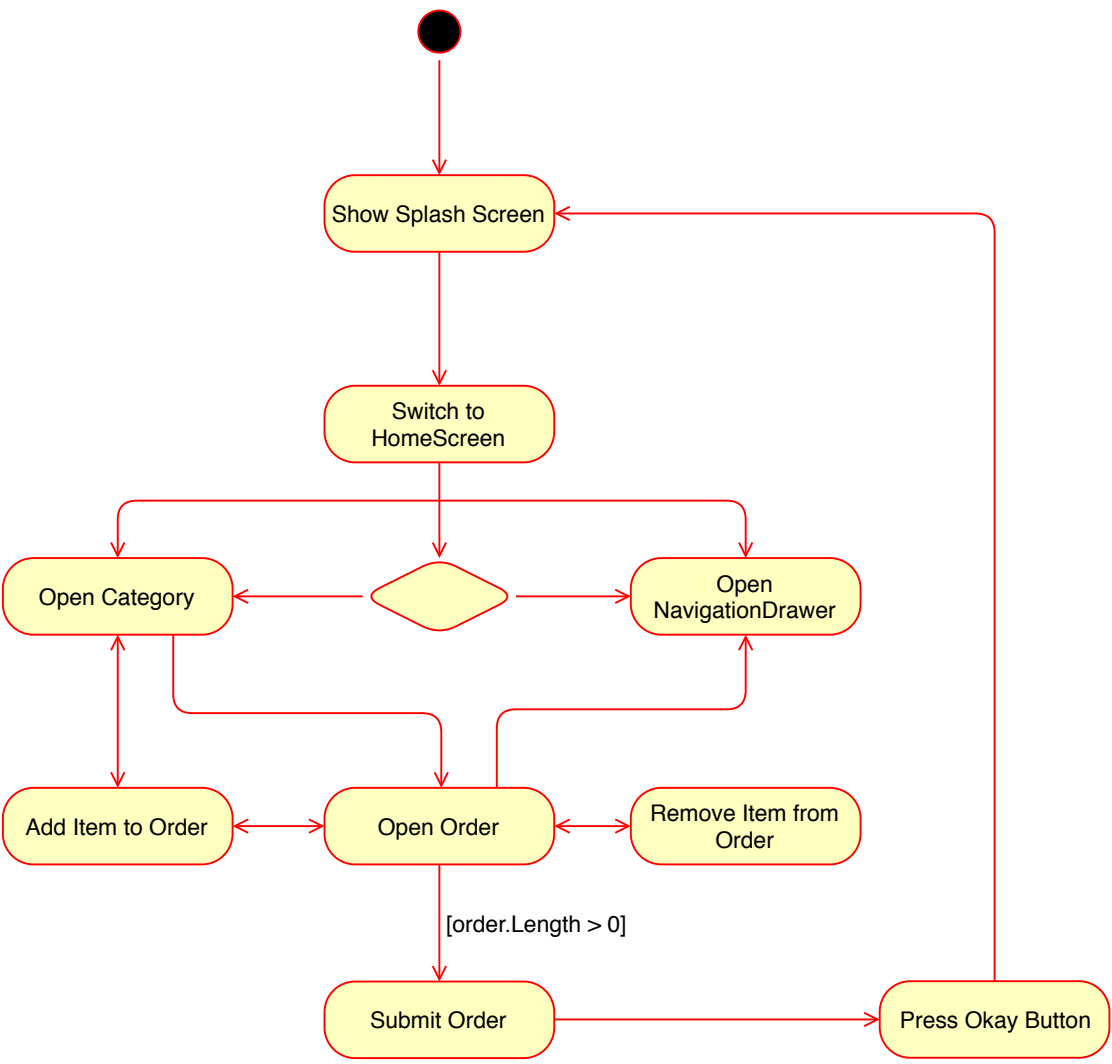 Show Splash Screen
Switch to
HomeScreen
Open Category
Open
NavigationDrawer
Add Item to Order
Open Order
Remove Item from
Order
[order.Length > 0]
Submit Order
Press Okay Button